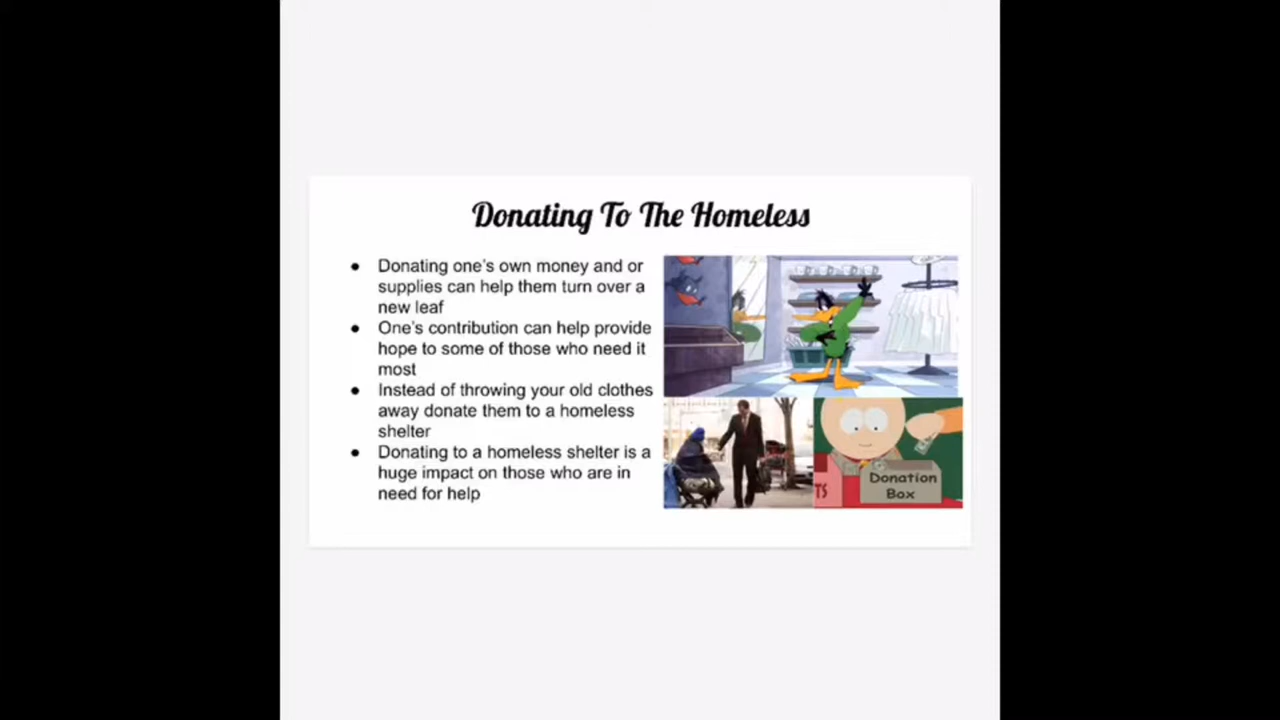 Donating To The Homeless
● Donating one's own money and or
supplies can help them turn over a
new leaf
● One's contribution can help provide
hope to some of those who need it
most
● Instead of throwing your old clothes
away donate them to a homeless
shelter
● Donating to a homeless shelter is a
huge impact on those who are in
need for help
TS
Donation
Box